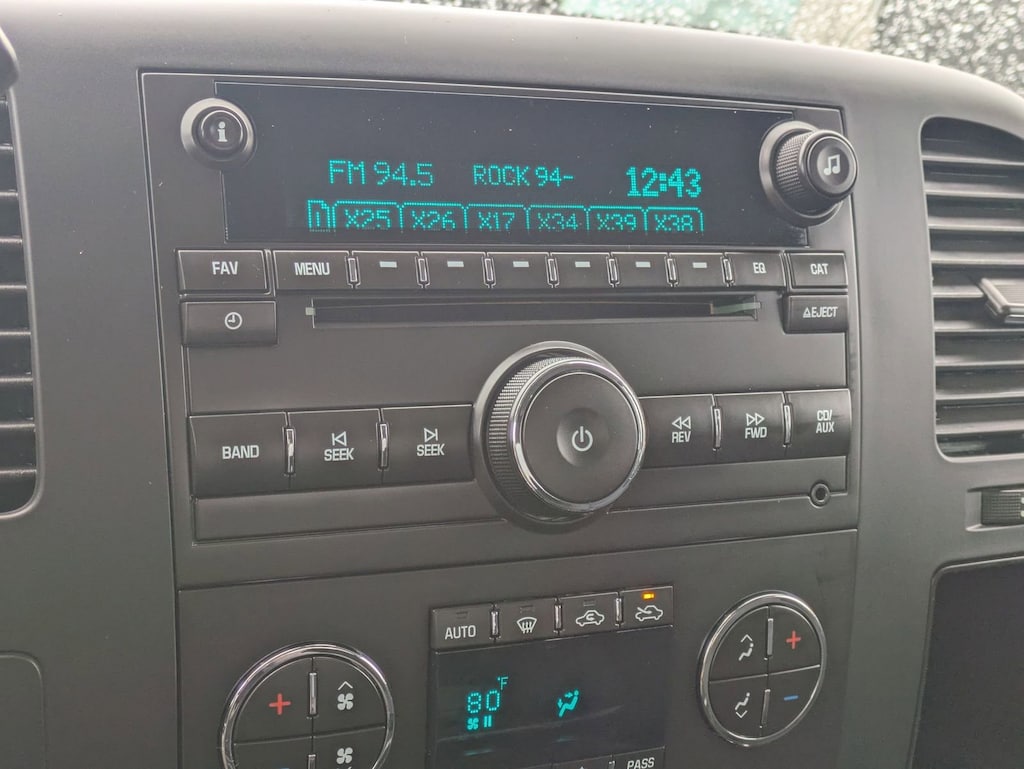 i
FM 94.5 ROCK 94- 12:43
1 X25 X26 X17 X34 X39 X38
FAV MENU EQ CAT
EJECT
BAND SEEK SEEK REV FWD CD/AUX
AUTO
80°F
PASS